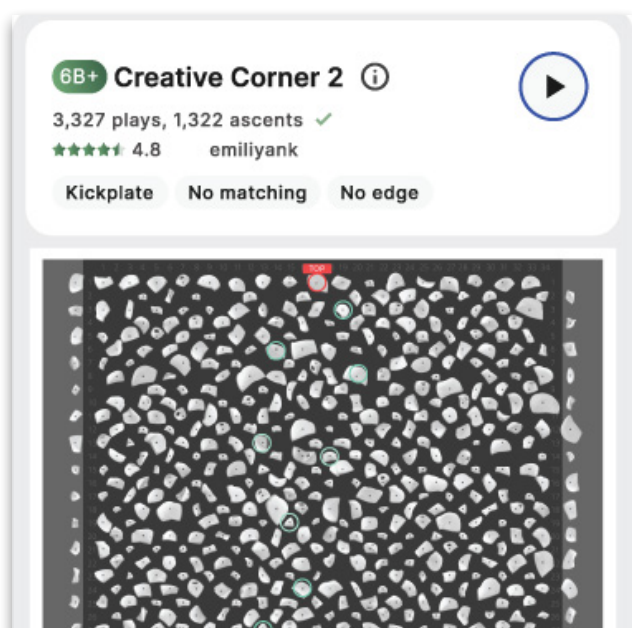 6B+ Creative Corner 2
3,327 plays, 1,322 ascents
4.8 emiliyank
Kickplate No matching No edge
TOP